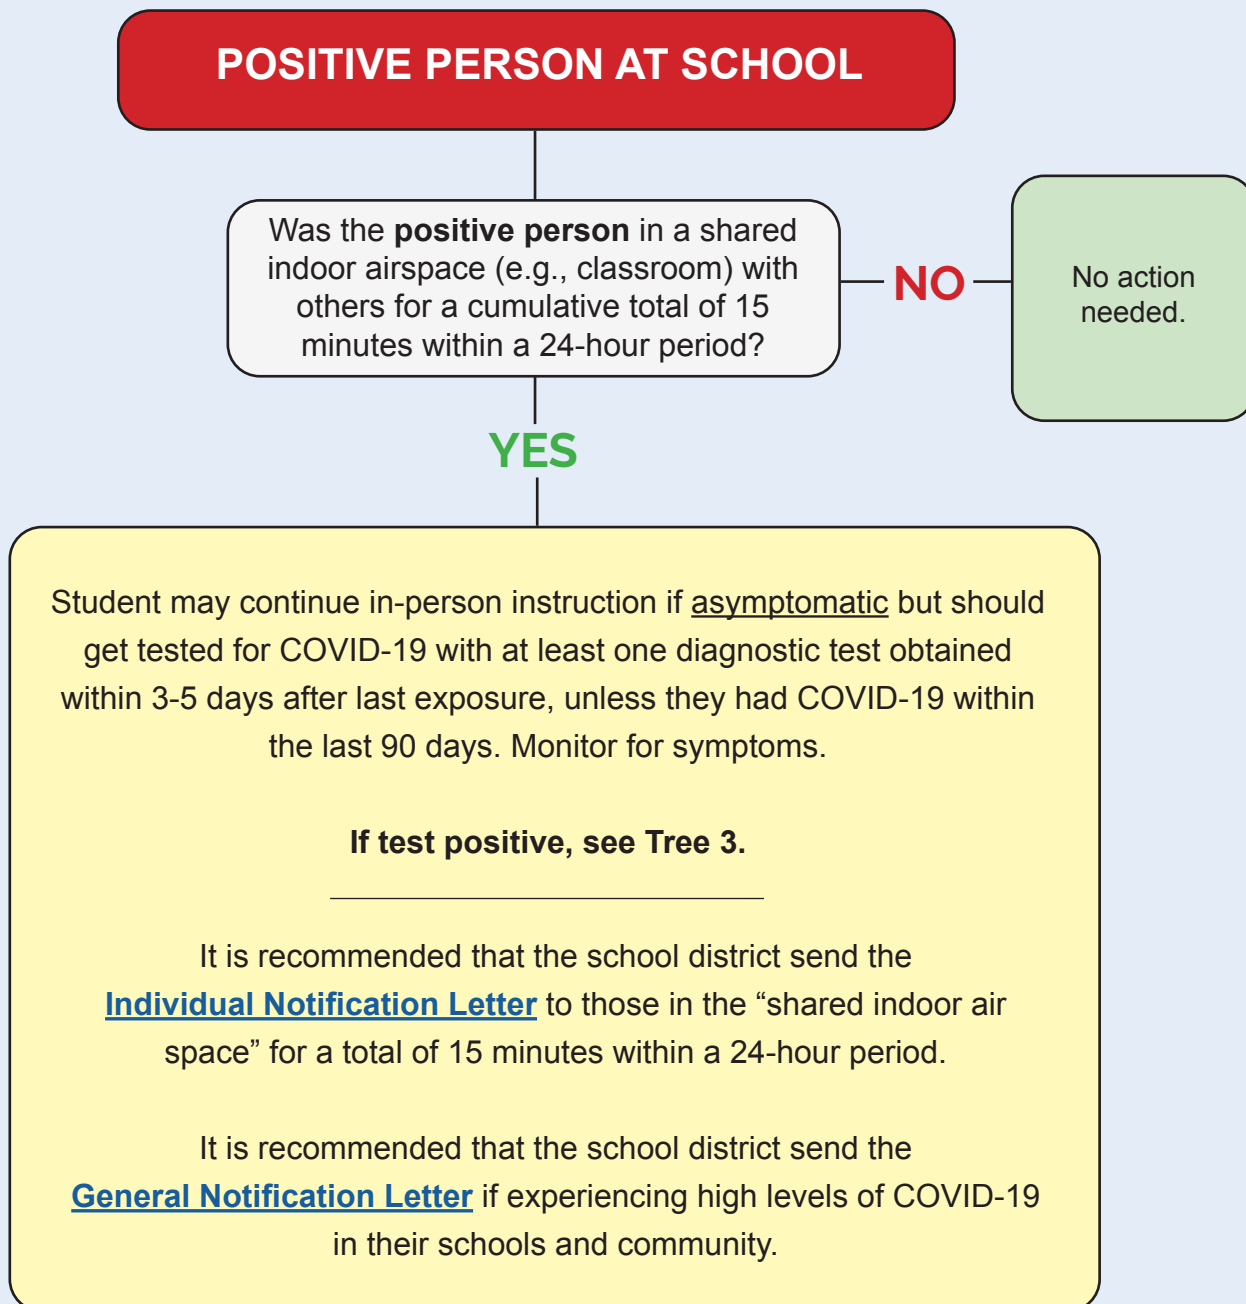 POSITIVE PERSON AT SCHOOL
Was the positive person in a shared
indoor airspace (e.g., classroom) with
others for a cumulative total of 15
minutes within a 24-hour period?
NO
No action
needed.
YES
Student may continue in-person instruction if asymptomatic but should
get tested for COVID-19 with at least one diagnostic test obtained
within 3-5 days after last exposure, unless they had COVID-19 within
the last 90 days. Monitor for symptoms.
If test positive, see Tree 3.
It is recommended that the school district send the
Individual Notification Letter to those in the “shared indoor air
space” for a total of 15 minutes within a 24-hour period.
It is recommended that the school district send the
General Notification Letter if experiencing high levels of COVID-19
in their schools and community.